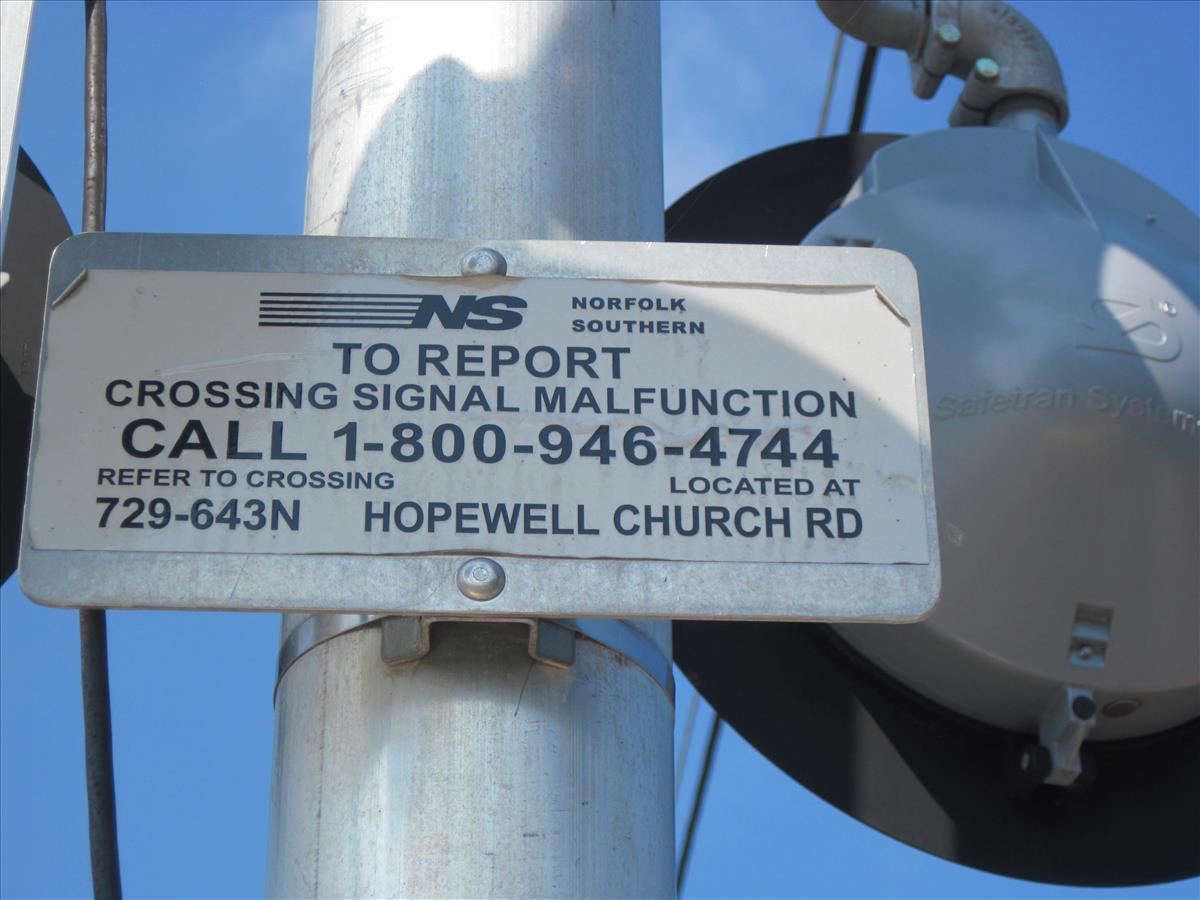 NS NORFOLK
SOUTHERN
TO REPORT
CROSSING SIGNAL MALFUNCTION
CALL 1-800-946-4744
REFER TO CROSSING LOCATED AT
729-643N HOPEWELL CHURCH RD
Safetran Systems